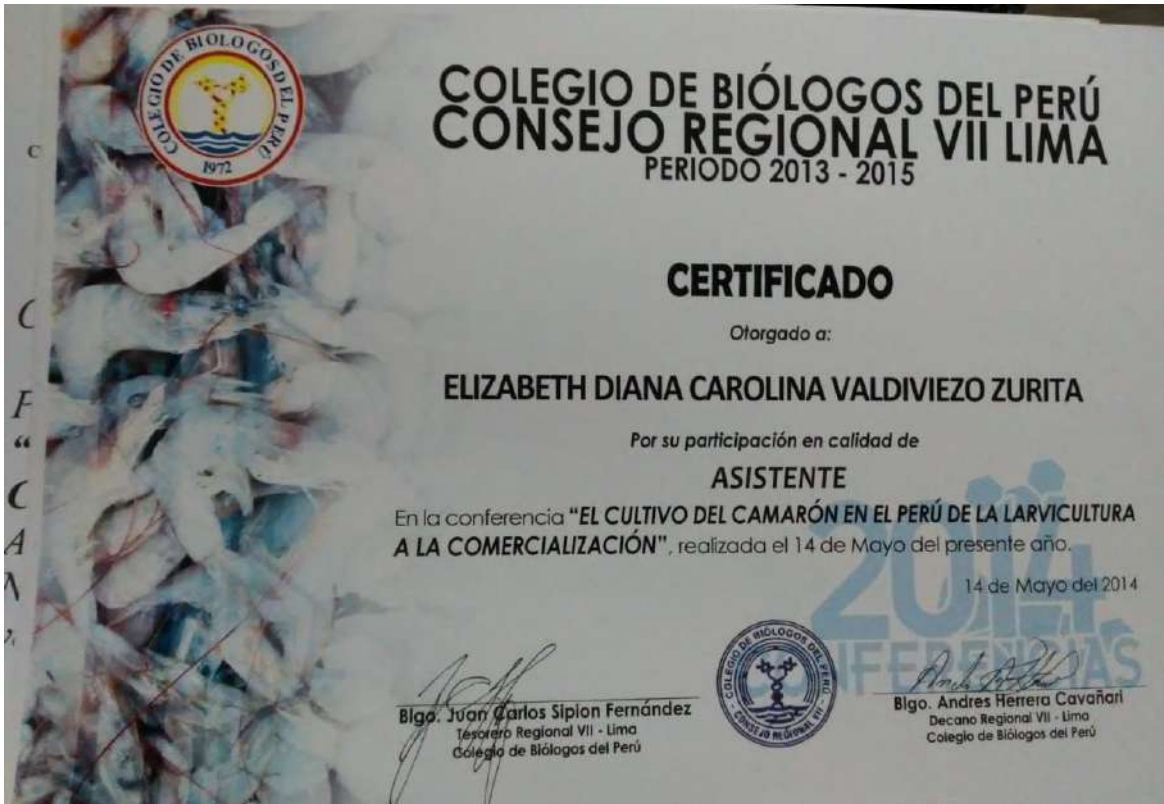 COLEGIO DE BIOLOGOS DEL PERÚ
1972
COLEGIO DE BIÓLOGOS DEL PERÚ
CONSEJO REGIONAL VII LIMA
PERIODO 2013 - 2015
CERTIFICADO
Otorgado a:
ELIZABETH DIANA CAROLINA VALDIVIEZO ZURITA
Por su participación en calidad de
ASISTENTE
En la conferencia "EL CULTIVO DEL CAMARÓN EN EL PERÚ DE LA LARVICULTURA
A LA COMERCIALIZACIÓN", realizada el 14 de Mayo del presente año.
14 de Mayo del 2014
2014
CONFERENCIAS
Blgo. Juan Carlos Sipion Fernández
Tesorero Regional VII - Lima
Colegio de Biólogos del Perú
COLEGIO DE BIOLOGOS DEL PERÚ
CONSEJO REGIONAL VII
Blgo. Andres Herrera Cavañari
Decano Regional VII - Lima
Colegio de Biólogos del Perú